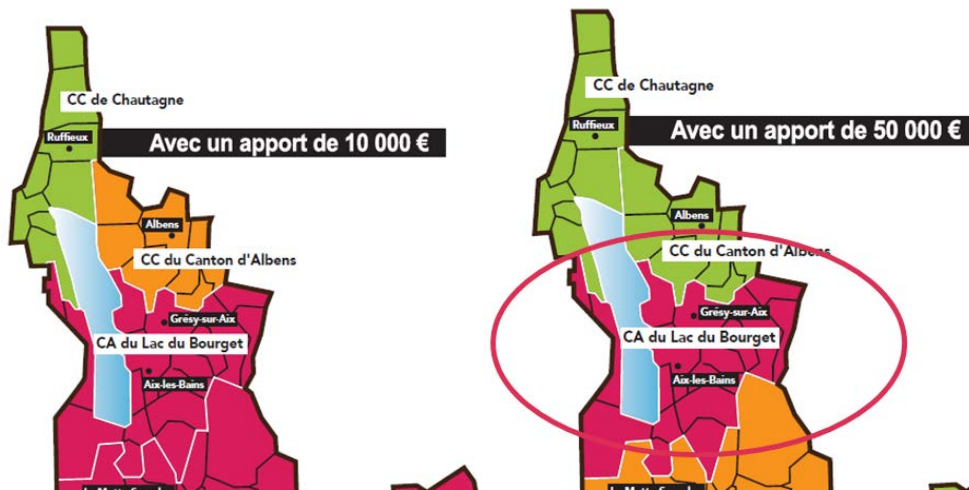 CC de Chautagne
Ruffieux
Avec un apport de 10 000 €
Albens
CC du Canton d'Albens
Grésy-sur-Aix
CA du Lac du Bourget
Aix-les-Bains
CC de Chautagne
Ruffieux
Avec un apport de 50 000 €
Albens
CC du Canton d'Albens
Grésy-sur-Aix
CA du Lac du Bourget
Aix-les-Bains